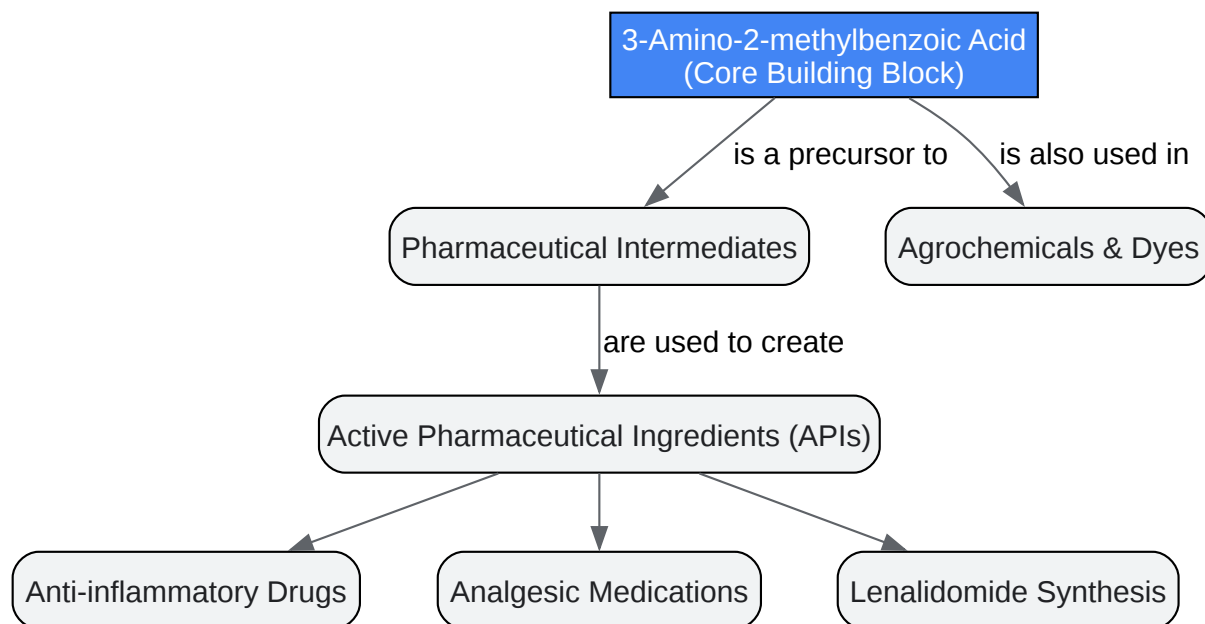 3-Amino-2-methylbenzoic Acid
(Core Building Block)
is a precursor to
is also used in
Pharmaceutical Intermediates
Agrochemicals & Dyes
are used to create
Active Pharmaceutical Ingredients (APIs)
Anti-inflammatory Drugs
Analgesic Medications
Lenalidomide Synthesis